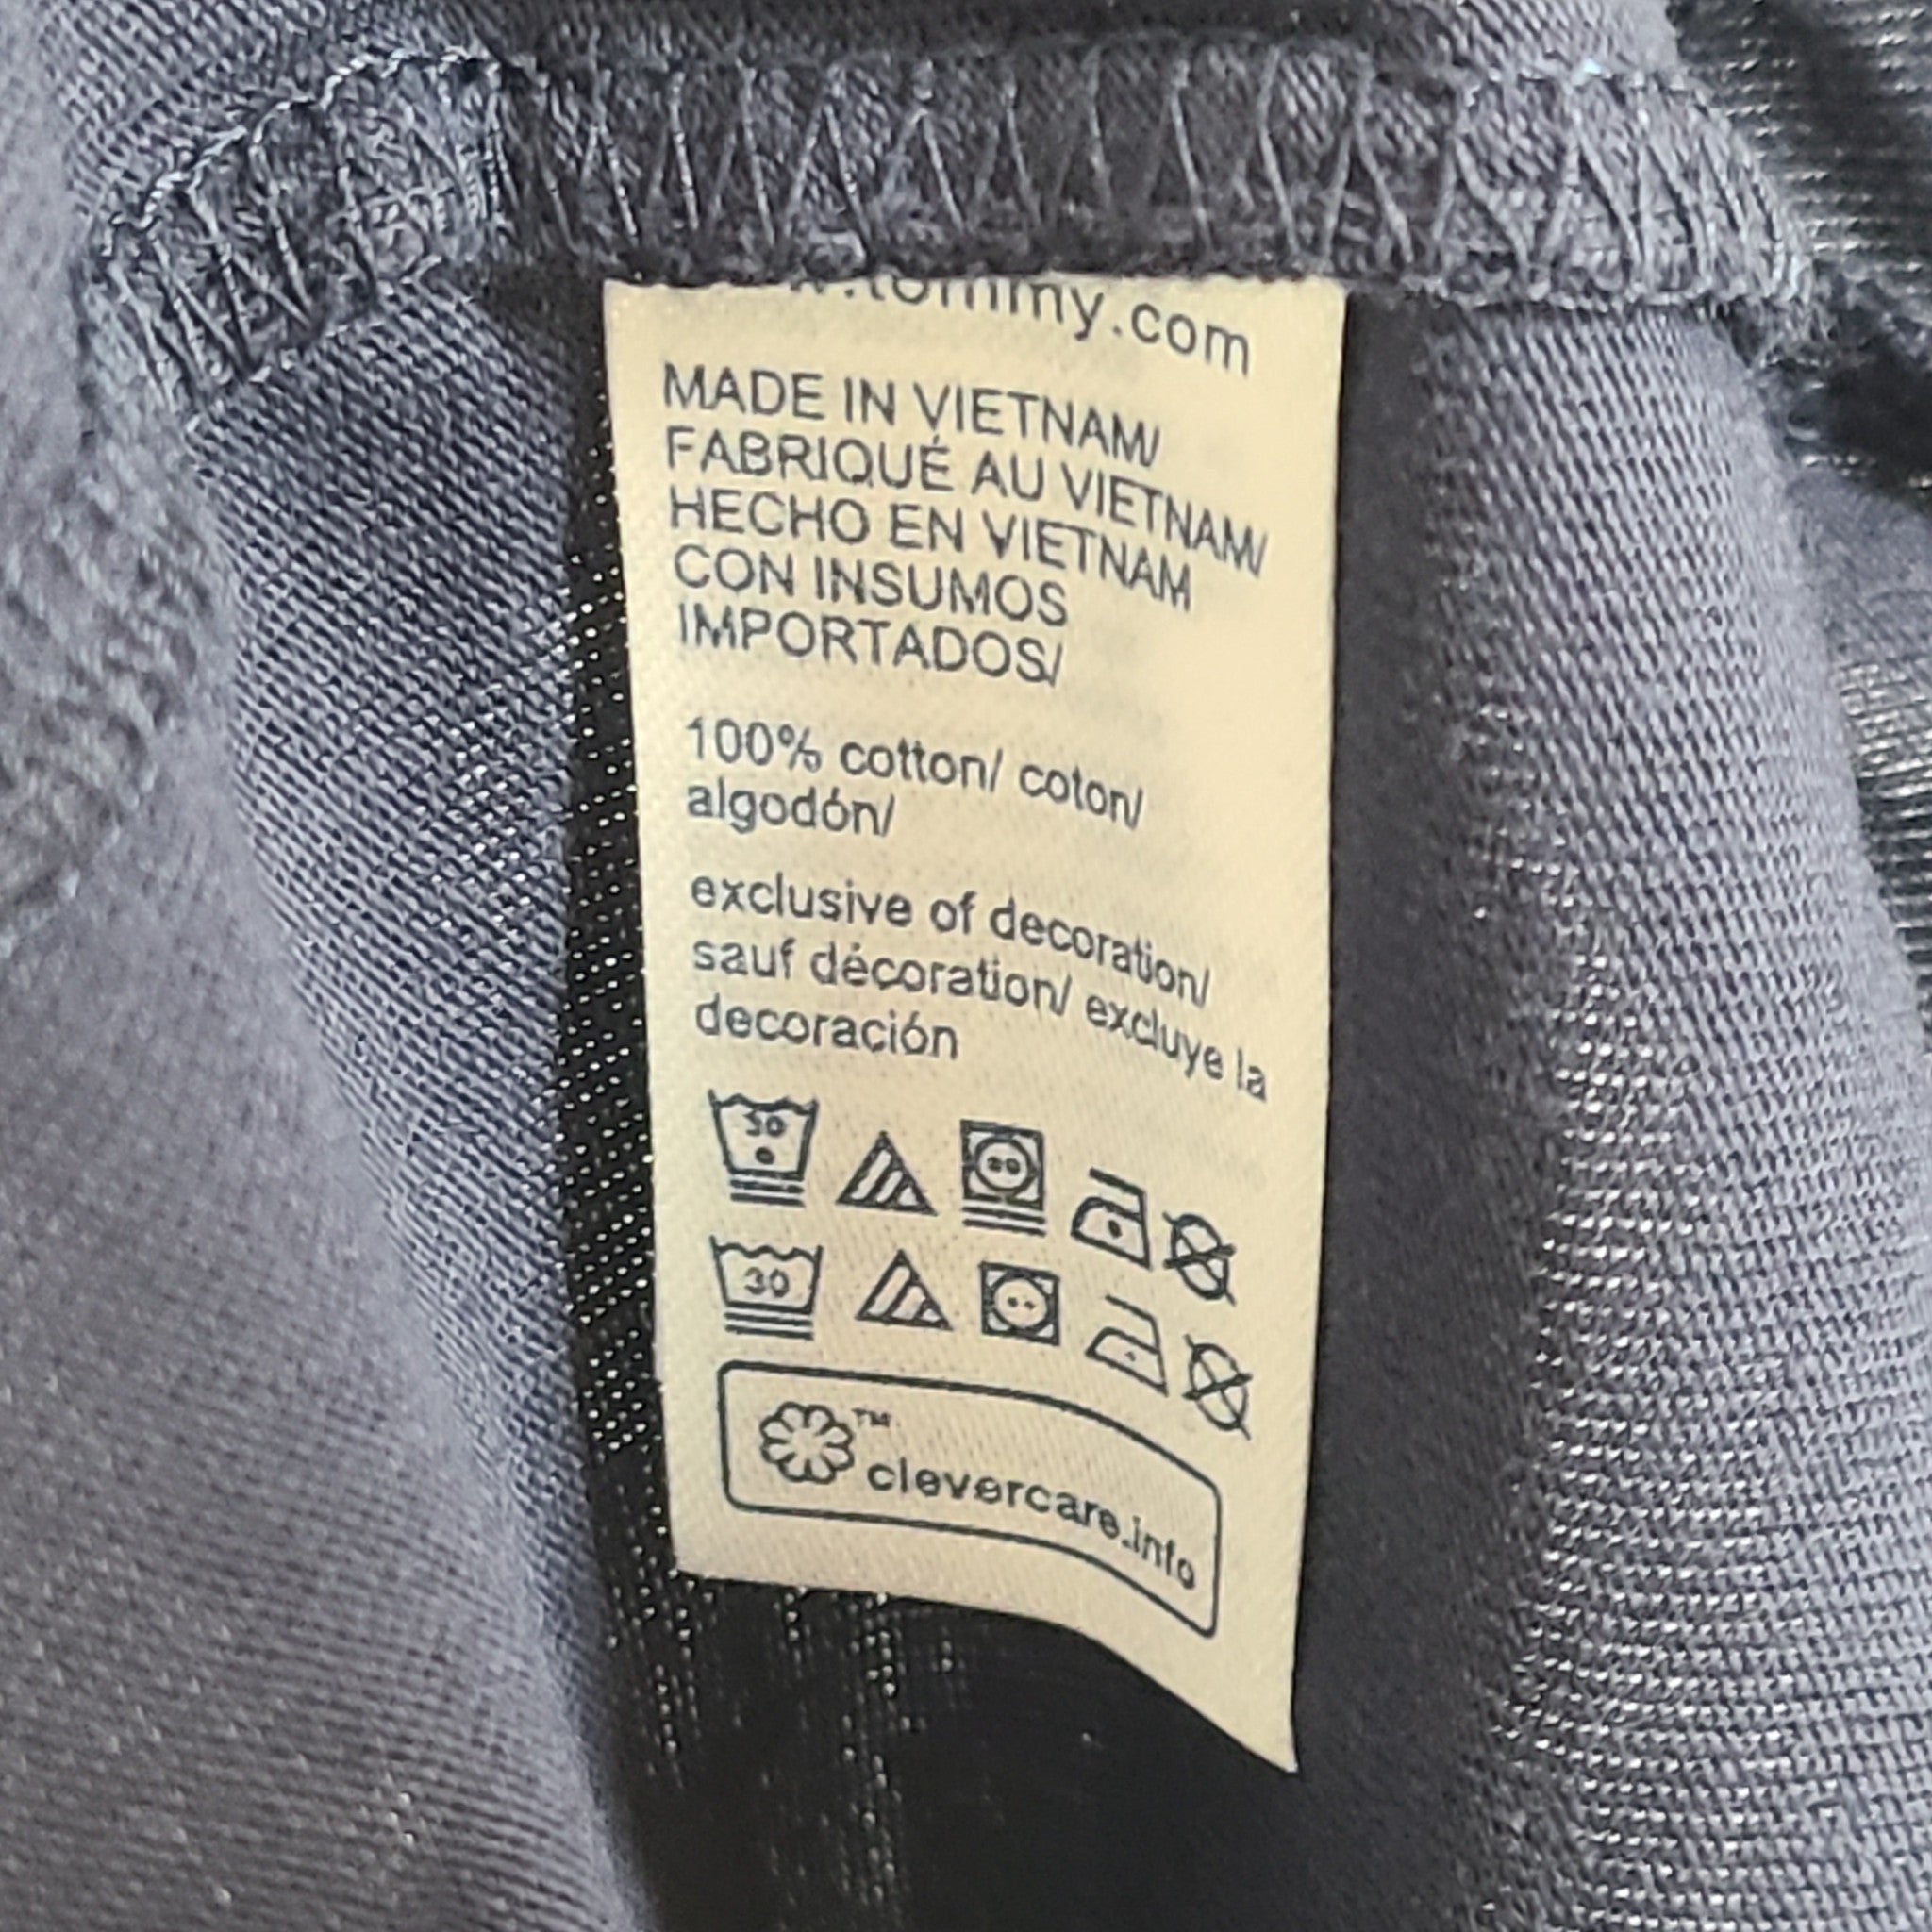 .tommy.com
MADE IN VIETNAM/
FABRIQUÉ AU VIETNAM/
HECHO EN VIETNAM
CON INSUMOS
IMPORTADOS/
100% cotton/ coton/
algodón/
exclusive of decoration/
sauf décoration/ excluye la
decoración
30
30
™
clevercare.info